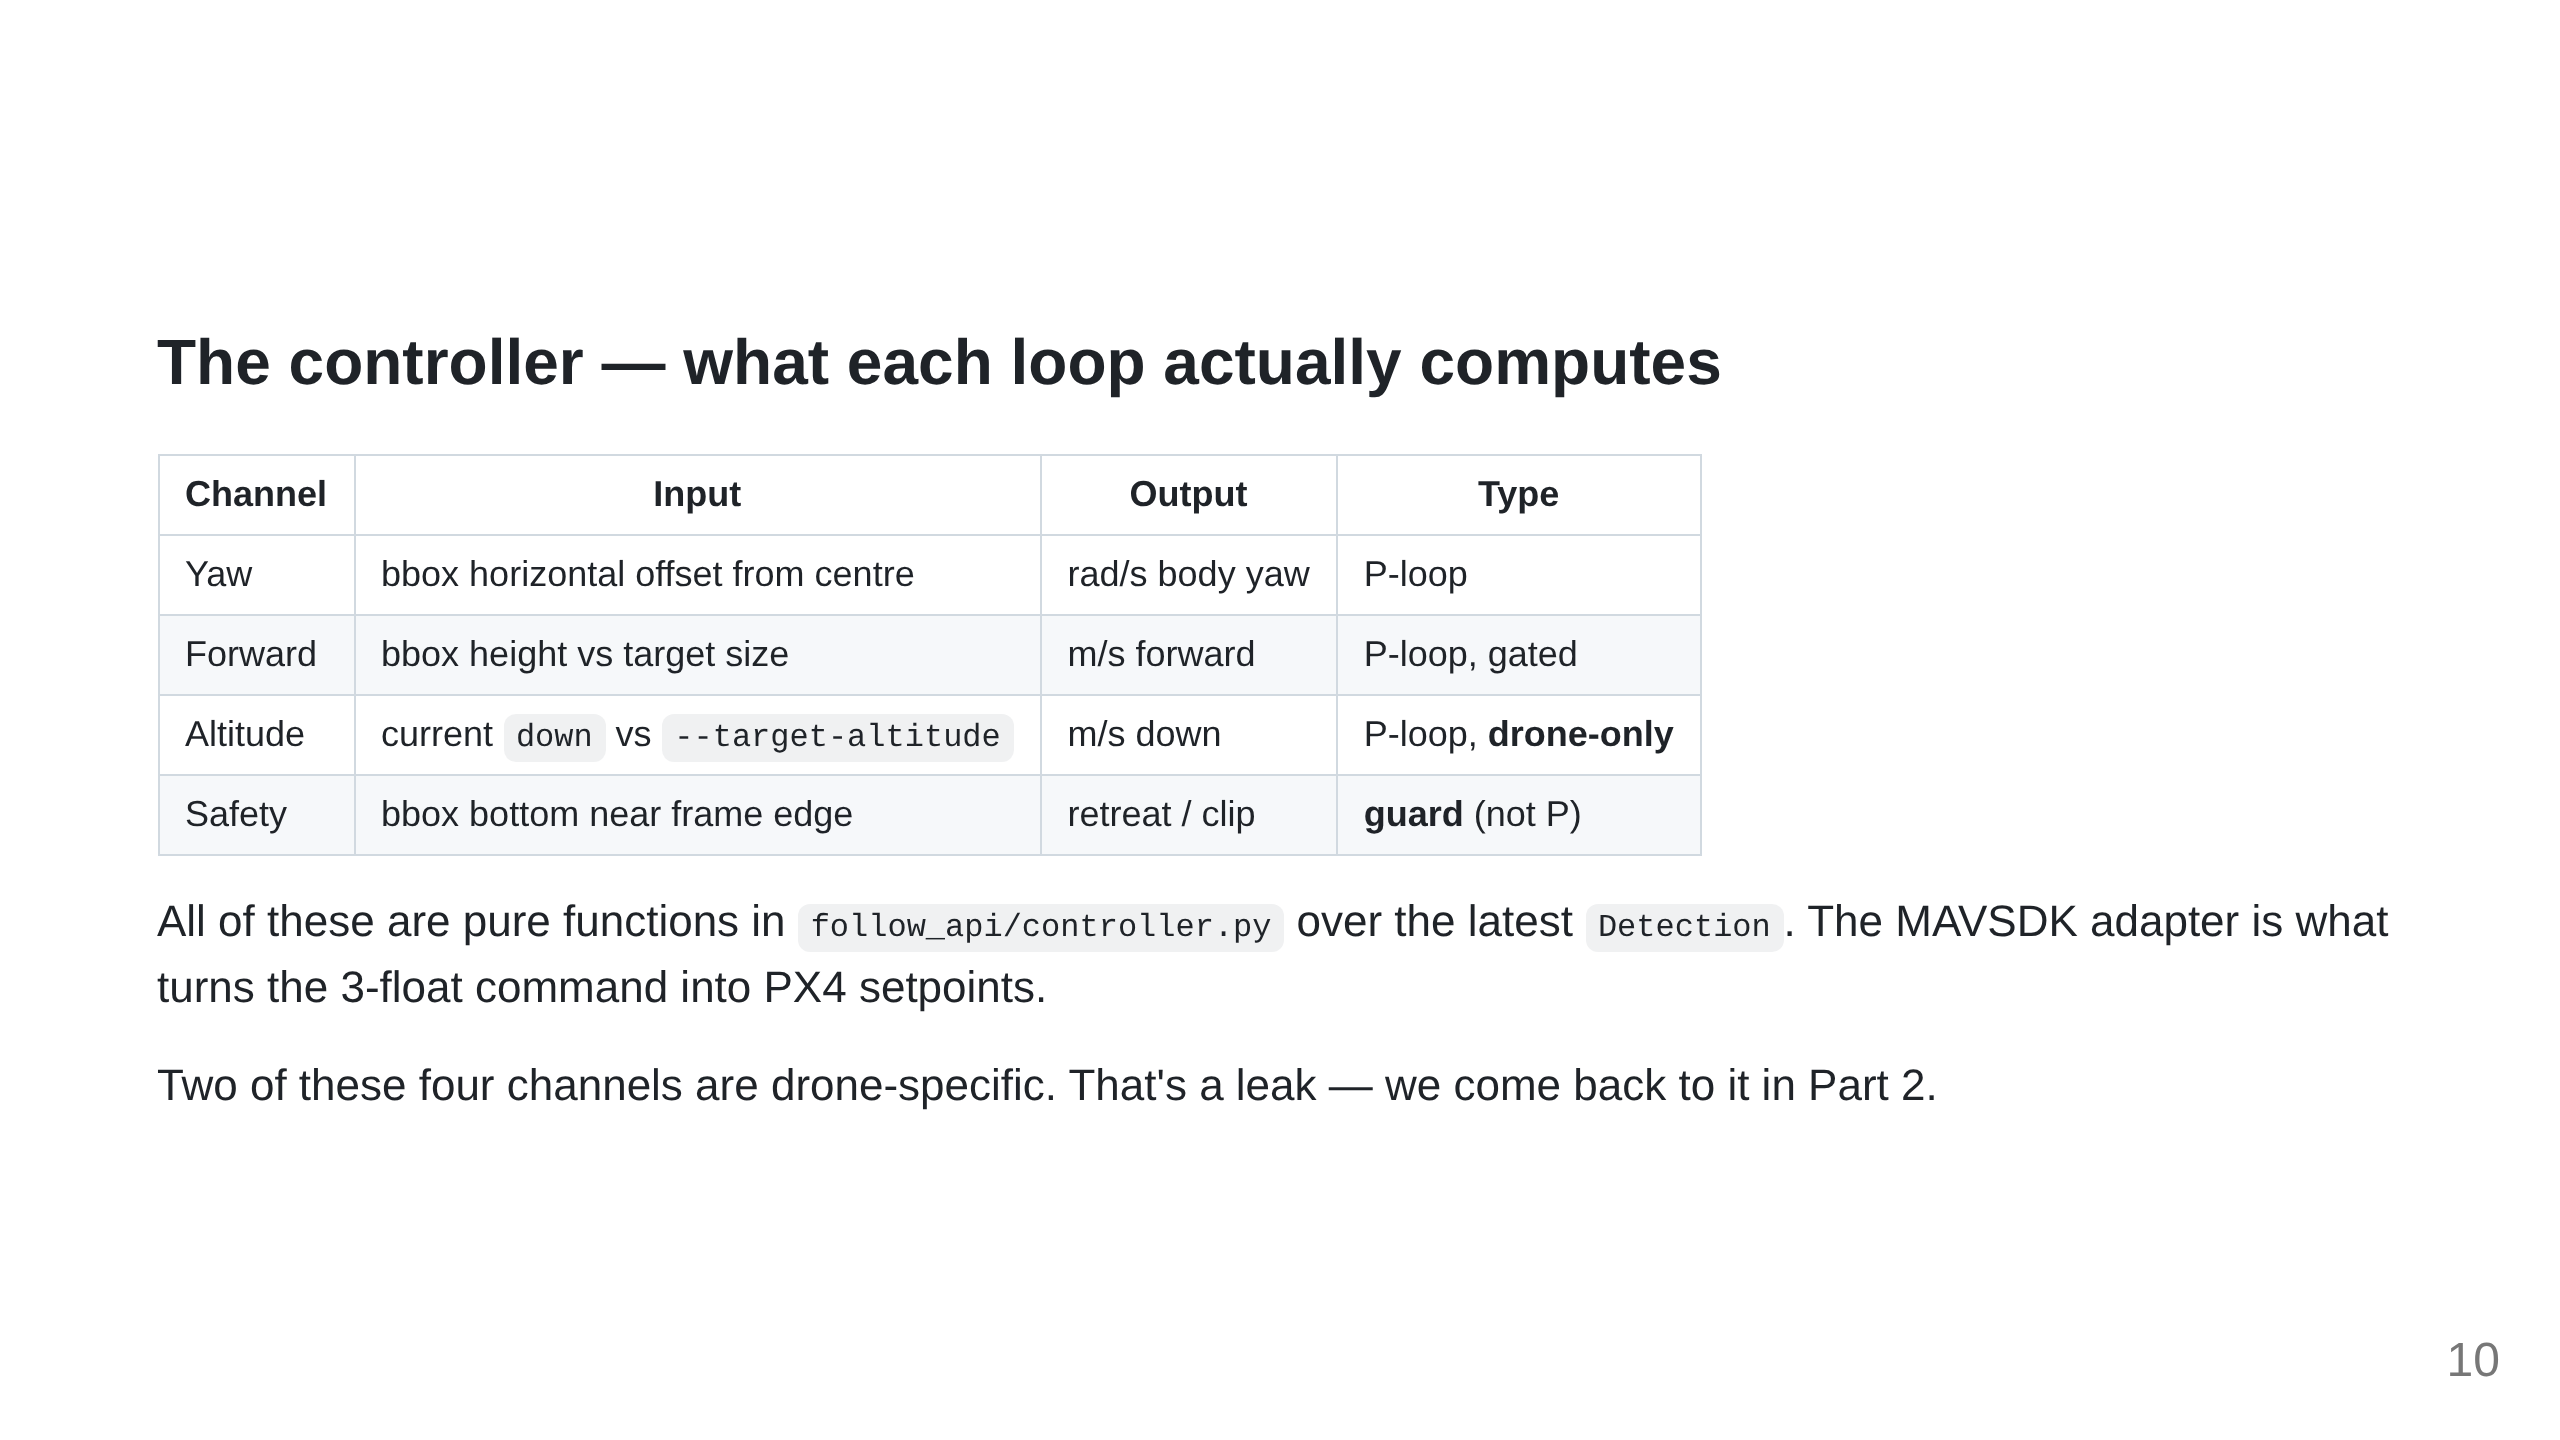 The controller — what each loop actually computes
Channel Input Output Type
Yaw bbox horizontal offset from centre rad/s body yaw P-loop
Forward bbox height vs target size m/s forward P-loop, gated
Altitude current down vs --target-altitude m/s down P-loop, drone-only
Safety bbox bottom near frame edge retreat / clip guard (not P)
All of these are pure functions in follow_api/controller.py over the latest Detection. The MAVSDK adapter is what
turns the 3-float command into PX4 setpoints.
Two of these four channels are drone-specific. That's a leak — we come back to it in Part 2.
10